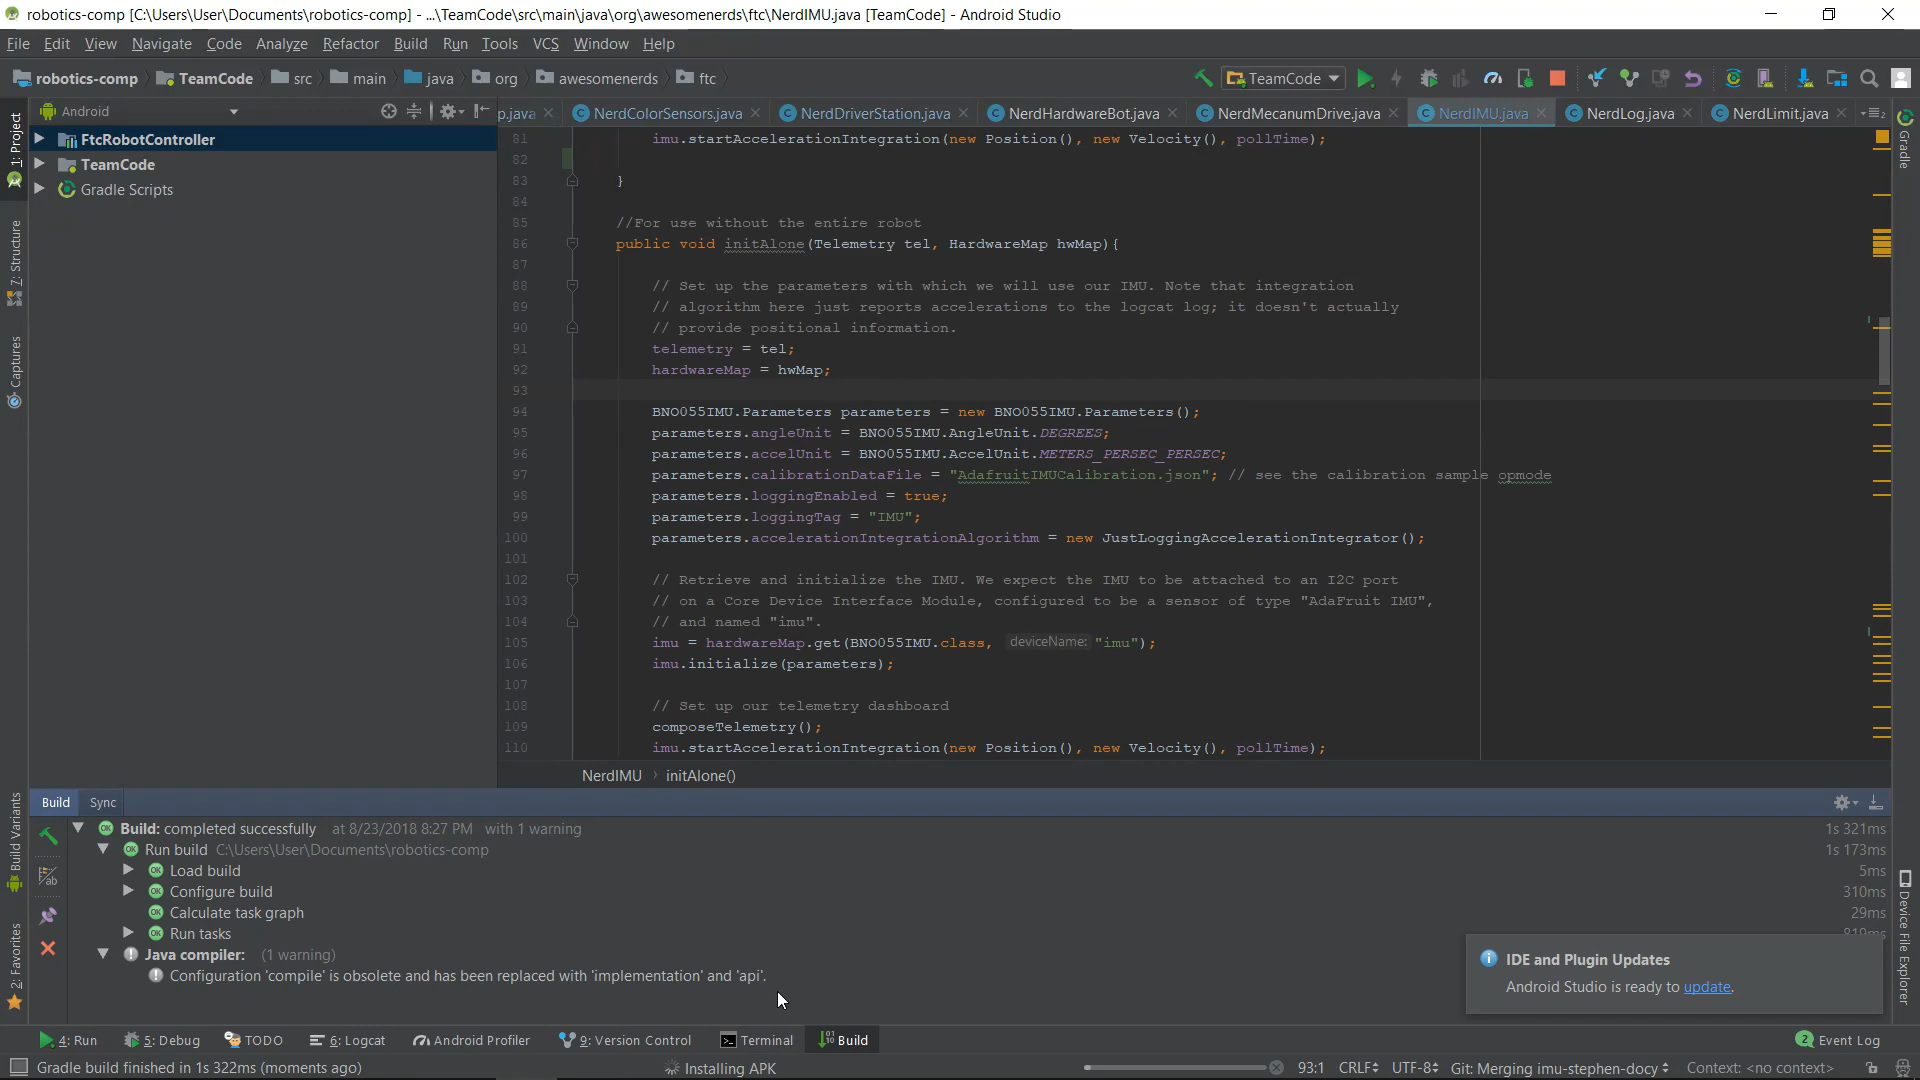 robotics-comp [C:\Users\User\Documents\robotics-comp] - ...\TeamCode\src\main\java\org\awesomenerds\ftc\NerdIMU.java [TeamCode] - Android Studio
File Edit View Navigate Code Analyze Refactor Build Run Tools VCS Window Help
robotics-comp TeamCode src main java org awesomenerds ftc TeamCode
Android
p.java NerdColorSensors.java NerdDriverStation.java NerdHardwareBot.java NerdMecanumDrive.java NerdIMU.java NerdLog.java NerdLimit.java
1: Project
7: Structure
Captures
Build Variants
2: Favorites
Gradle
Device File Explorer
FtcRobotController
TeamCode
Gradle Scripts
81 imu.startAccelerationIntegration(new Position(), new Velocity(), pollTime);
82
83 }
84
85 //For use without the entire robot
86 public void initAlone(Telemetry tel, HardwareMap hwMap){
87
88 // Set up the parameters with which we will use our IMU. Note that integration
89 // algorithm here just reports accelerations to the logcat log; it doesn't actually
90 // provide positional information.
91 telemetry = tel;
92 hardwareMap = hwMap;
93
94 BNO055IMU.Parameters parameters = new BNO055IMU.Parameters();
95 parameters.angleUnit = BNO055IMU.AngleUnit.DEGREES;
96 parameters.accelUnit = BNO055IMU.AccelUnit.METERS_PERSEC_PERSEC;
97 parameters.calibrationDataFile = "AdafruitIMUCalibration.json"; // see the calibration sample opmode
98 parameters.loggingEnabled = true;
99 parameters.loggingTag = "IMU";
100 parameters.accelerationIntegrationAlgorithm = new JustLoggingAccelerationIntegrator();
101
102 // Retrieve and initialize the IMU. We expect the IMU to be attached to an I2C port
103 // on a Core Device Interface Module, configured to be a sensor of type "AdaFruit IMU",
104 // and named "imu".
105 imu = hardwareMap.get(BNO055IMU.class, deviceName: "imu");
106 imu.initialize(parameters);
107
108 // Set up our telemetry dashboard
109 composeTelemetry();
110 imu.startAccelerationIntegration(new Position(), new Velocity(), pollTime);
NerdIMU initAlone()
Build Sync
Build: completed successfully at 8/23/2018 8:27 PM with 1 warning 1s 321ms
Run build C:\Users\User\Documents\robotics-comp 1s 173ms
Load build 5ms
Configure build 310ms
Calculate task graph 29ms
Run tasks 819ms
Java compiler: (1 warning)
Configuration 'compile' is obsolete and has been replaced with 'implementation' and 'api'.
IDE and Plugin Updates
Android Studio is ready to update.
4: Run 5: Debug TODO 6: Logcat Android Profiler 9: Version Control Terminal Build 2 Event Log
Gradle build finished in 1s 322ms (moments ago) Installing APK 93:1 CRLF UTF-8 Git: Merging imu-stephen-docy Context: <no context>